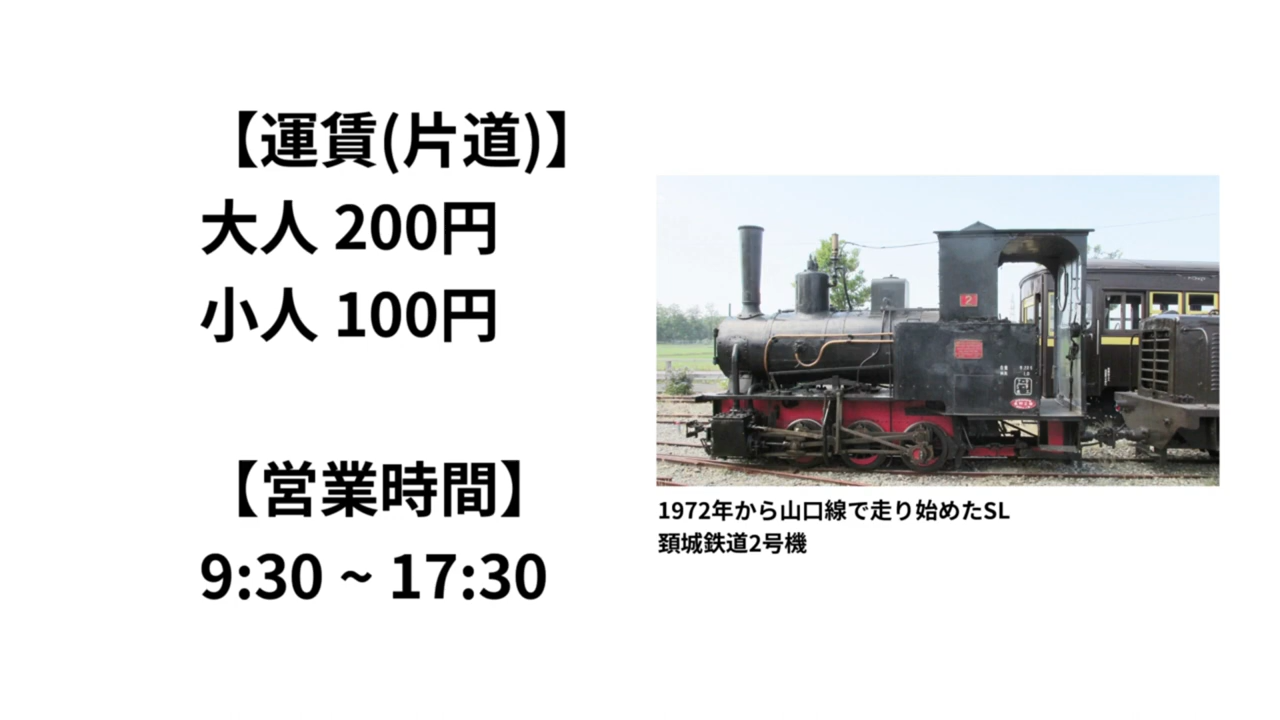 【運賃(片道)】
大人 200円
小人 100円
【営業時間】
9:30 ~ 17:30
2
1972年から山口線で走り始めたSL
頚城鉄道2号機